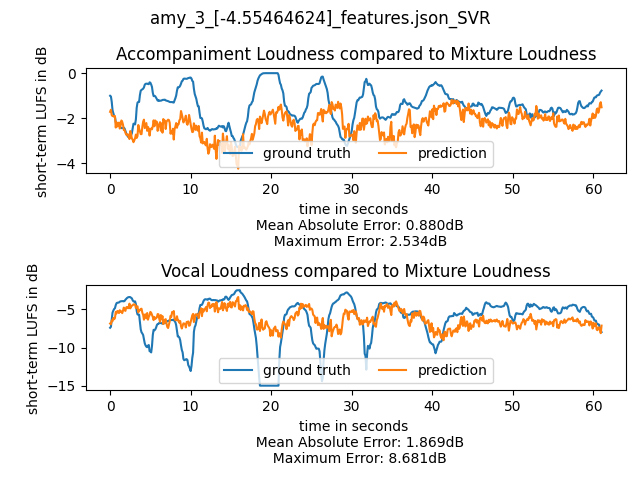 amy_3_[-4.55464624]_features.json_SVR
Accompaniment Loudness compared to Mixture Loudness
short-term LUFS in dB
0
−2
−4
ground truth
prediction
0 10 20 30 40 50 60
time in seconds
Mean Absolute Error: 0.880dB
Maximum Error: 2.534dB
Vocal Loudness compared to Mixture Loudness
short-term LUFS in dB
−5
−10
−15
ground truth
prediction
0 10 20 30 40 50 60
time in seconds
Mean Absolute Error: 1.869dB
Maximum Error: 8.681dB